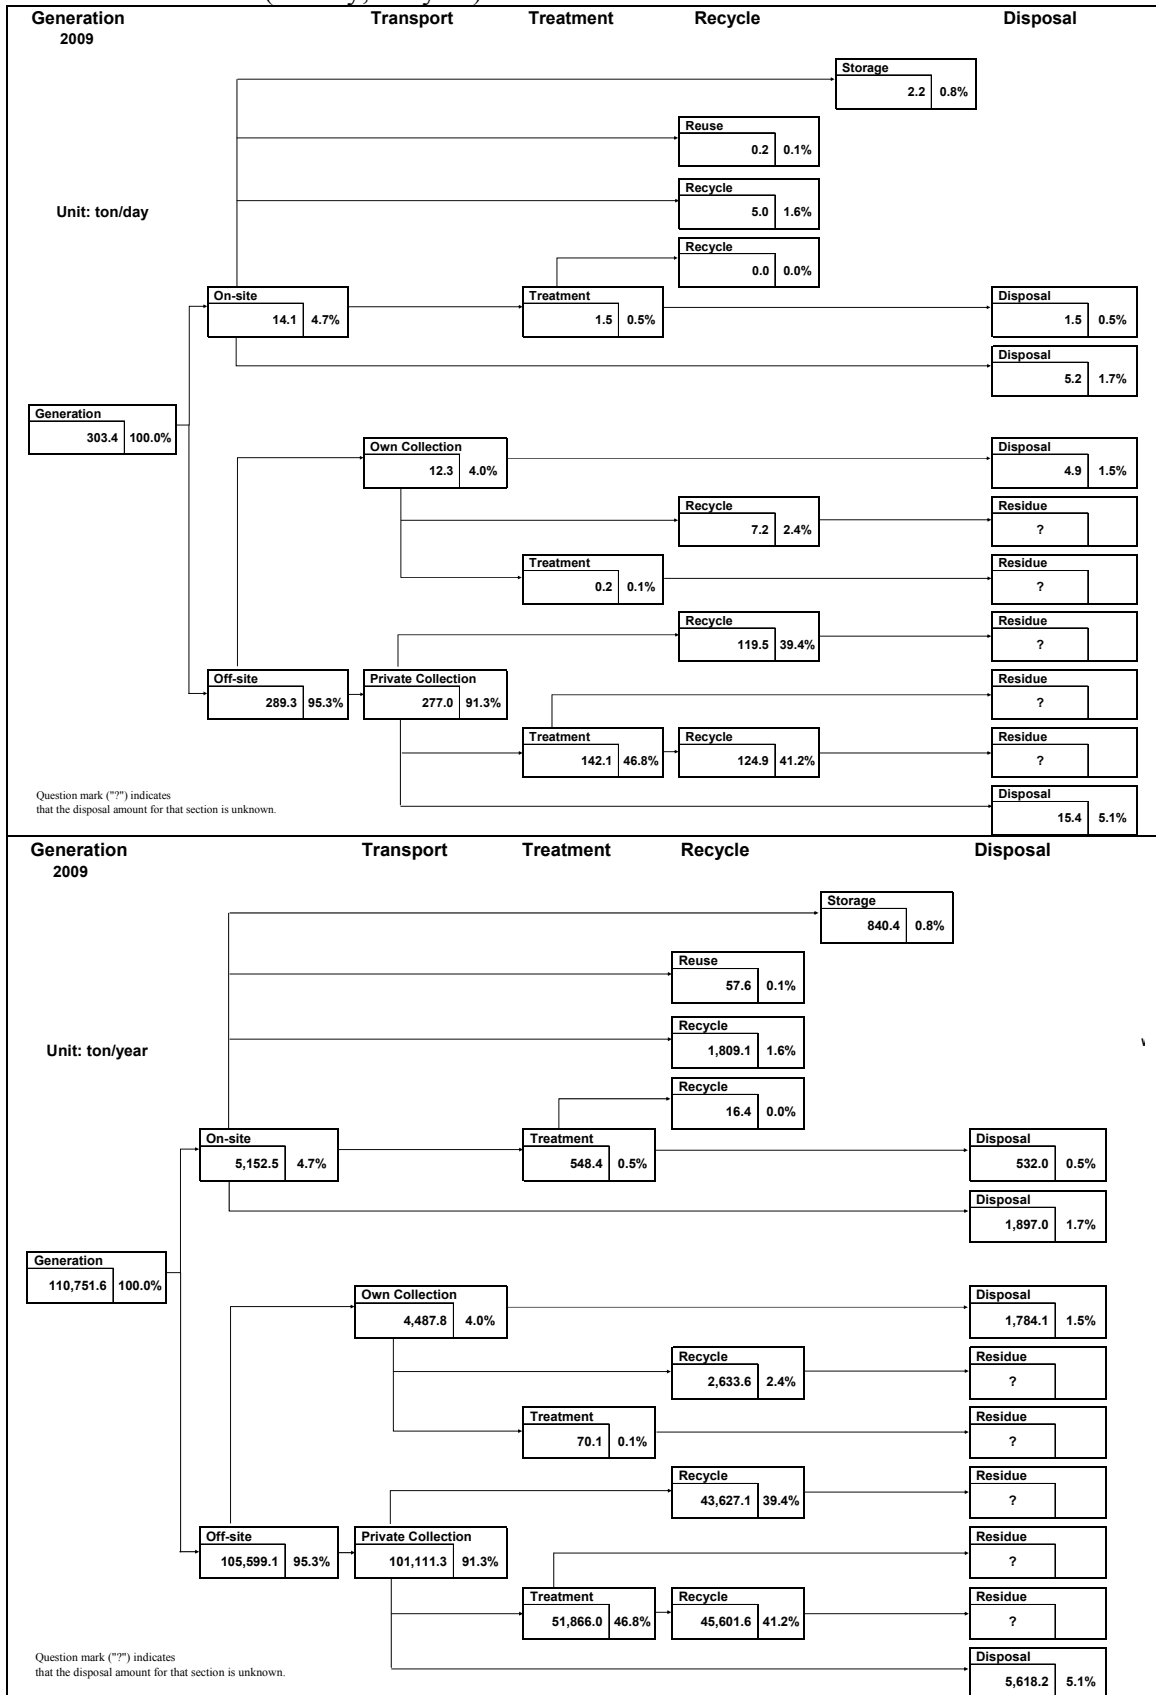 Generation Transport Treatment Recycle Disposal
2009
Storage
2.2 0.8%
Reuse
0.2 0.1%
Recycle
Unit: ton/day
5.0 1.6%
Recycle
0.0 0.0%
On-site Treatment Disposal
14.1 4.7% 1.5 0.5% 1.5 0.5%
Disposal
5.2 1.7%
Generation
303.4 100.0%
Own Collection Disposal
12.3 4.0% 4.9 1.5%
Recycle Residue
7.2 2.4% ?
Treatment Residue
0.2 0.1% ?
Recycle Residue
119.5 39.4% ?
Off-site Private Collection Residue
289.3 95.3% 277.0 91.3% ?
Treatment Recycle Residue
142.1 46.8% 124.9 41.2% ?
Disposal
15.4 5.1%
Question mark ("?") indicates
that the disposal amount for that section is unknown.
Generation Transport Treatment Recycle Disposal
2009
Storage
840.4 0.8%
Reuse
57.6 0.1%
Recycle
Unit: ton/year 1,809.1 1.6%
Recycle
16.4 0.0%
On-site Treatment Disposal
5,152.5 4.7% 548.4 0.5% 532.0 0.5%
Disposal
1,897.0 1.7%
Generation
110,751.6 100.0%
Own Collection Disposal
4,487.8 4.0% 1,784.1 1.5%
Recycle Residue
2,633.6 2.4% ?
Treatment Residue
70.1 0.1% ?
Recycle Residue
43,627.1 39.4% ?
Off-site Private Collection Residue
105,599.1 95.3% 101,111.3 91.3% ?
Treatment Recycle Residue
51,866.0 46.8% 45,601.6 41.2% ?
Disposal
5,618.2 5.1%
Question mark ("?") indicates
that the disposal amount for that section is unknown.